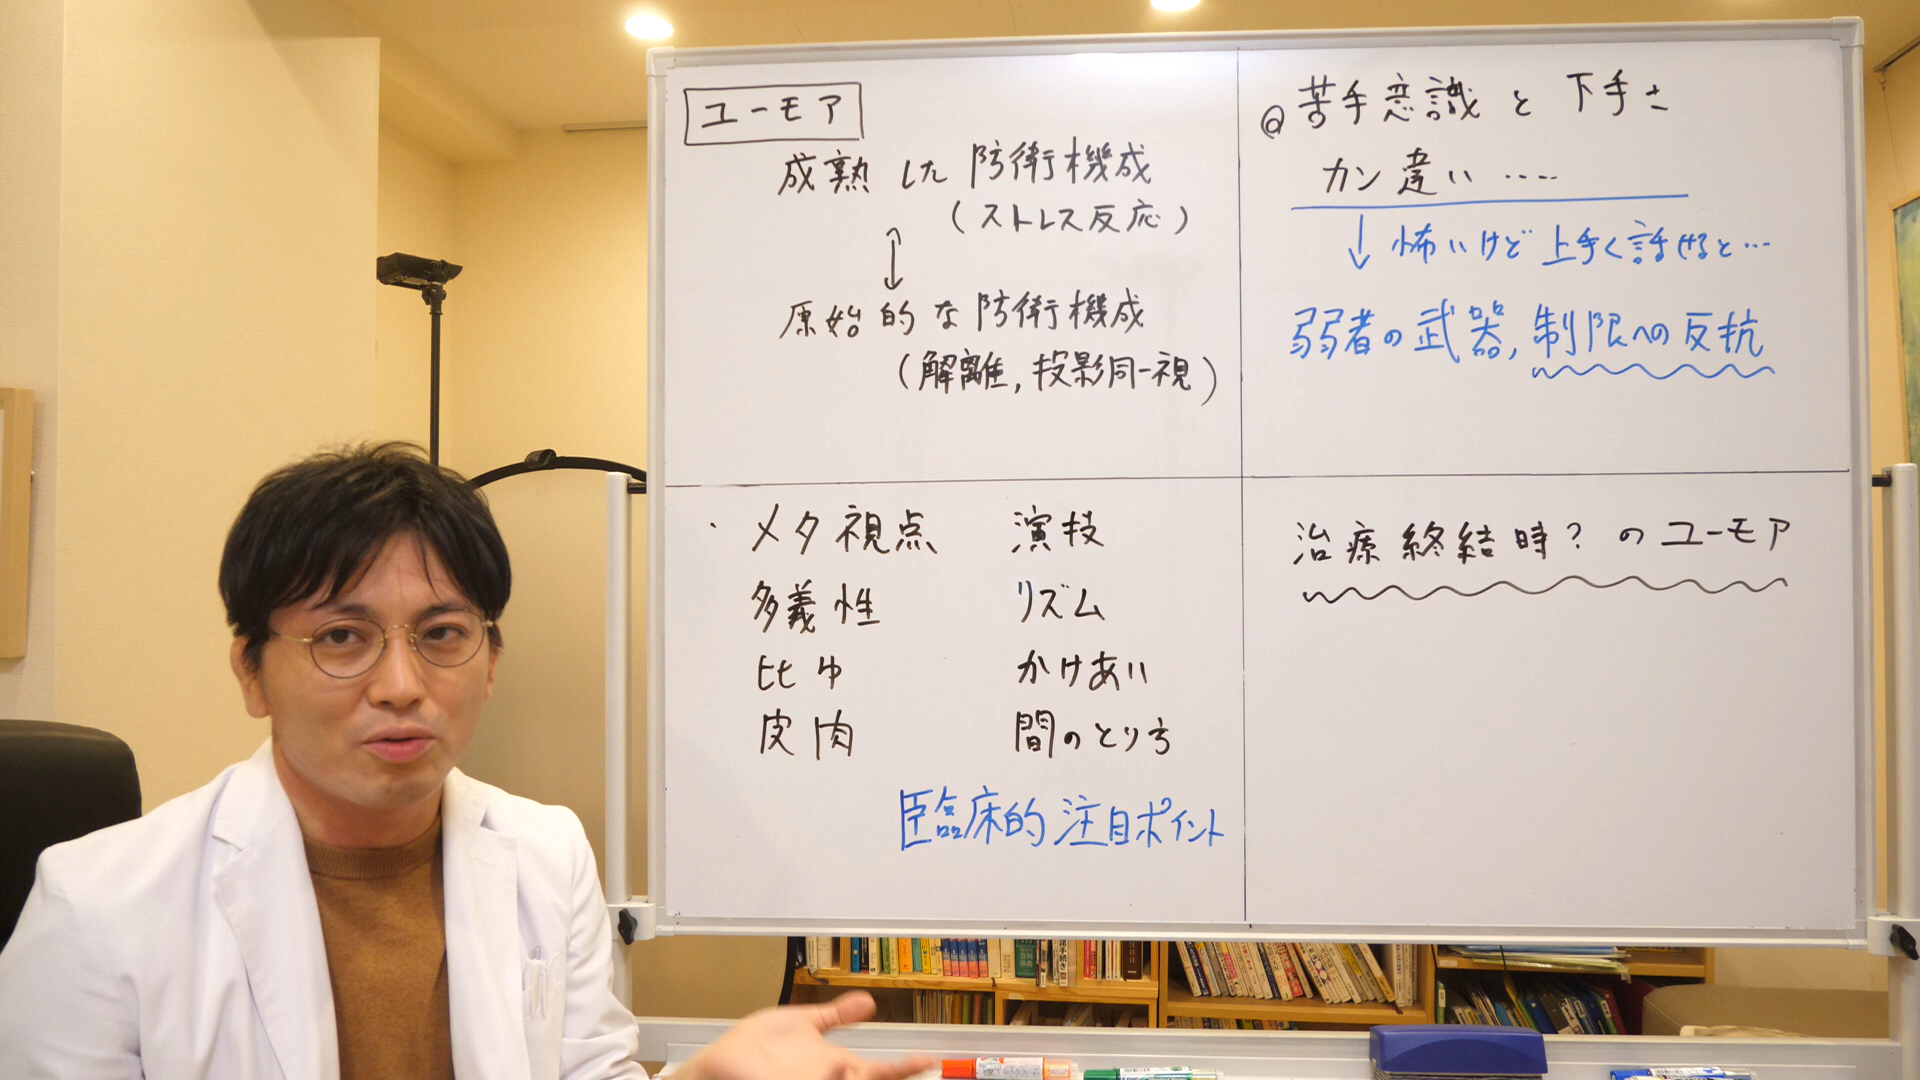 ユーモア
成熟した防衛機成
(ストレス反応)
↕
原始的な防衛機成
(解離,投影同一視)
@苦手意識と下手さ
カン違い‥‥
↓怖いけど上手く話せると…
弱者の武器,制限への反抗
・メタ視点 演技
多義性 リズム
比ゆ かけあい
皮肉 間のとり方
臨床的注目ポイント
治療終結時?のユーモア